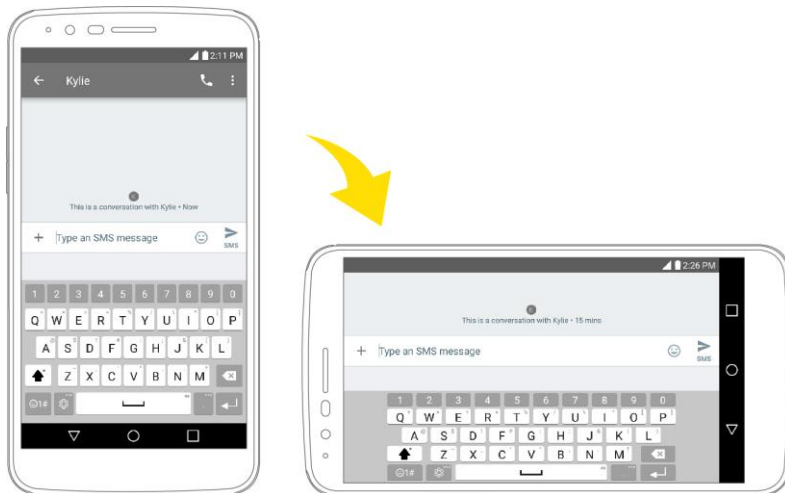 2:11 PM
Kylie
This is a conversation with Kylie • Now
Type an SMS message
SMS
1 2 3 4 5 6 7 8 9 0
Q W E R T Y U I O P
A S D F G H J K L
Z X C V B N M
1#
2:26 PM
This is a conversation with Kylie • 15 mins
Type an SMS message
SMS
1 2 3 4 5 6 7 8 9 0
Q W E R T Y U I O P
A S D F G H J K L
Z X C V B N M
1#